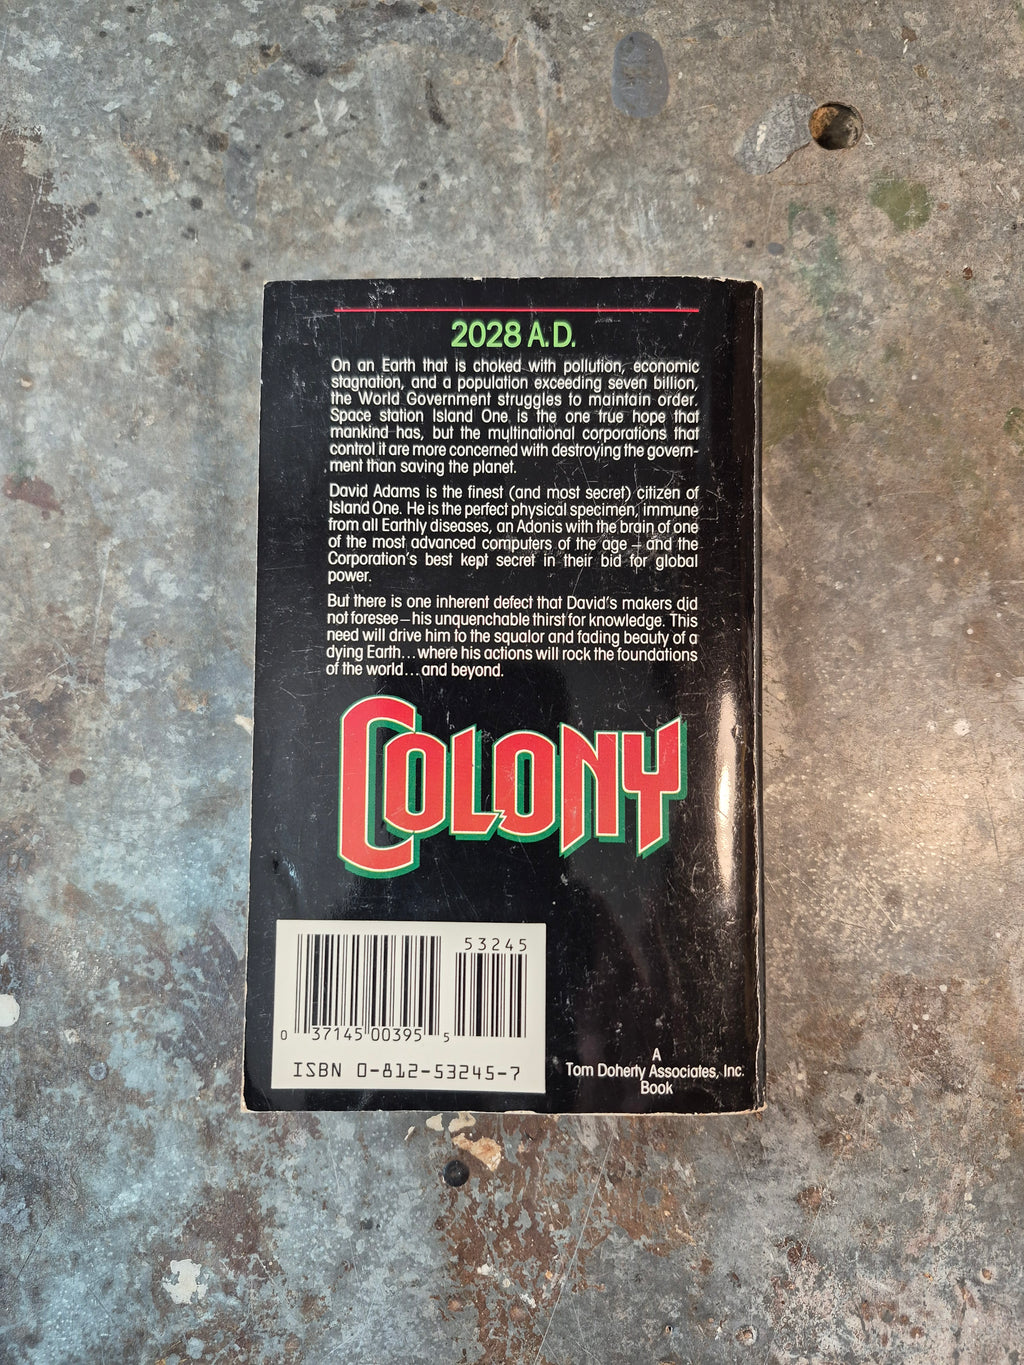 2028 A.D.
On an Earth that is choked with pollution, economic
stagnation, and a population exceeding seven billion,
the World Government struggles to maintain order.
Space station Island One is the one true hope that
mankind has, but the multinational corporations that
control it are more concerned with destroying the govern-
ment than saving the planet.
David Adams is the finest (and most secret) citizen of
Island One. He is the perfect physical specimen, immune
from all Earthly diseases, an Adonis with the brain of one
of the most advanced computers of the age – and the
Corporation's best kept secret in their bid for global
power.
But there is one inherent defect that David's makers did
not foresee – his unquenchable thirst for knowledge. This
need will drive him to the squalor and fading beauty of a
dying Earth...where his actions will rock the foundations
of the world...and beyond.
COLONY
53245
0 37145 00395 5
ISBN 0-812-53245-7
A
Tom Doherty Associates, Inc.
Book